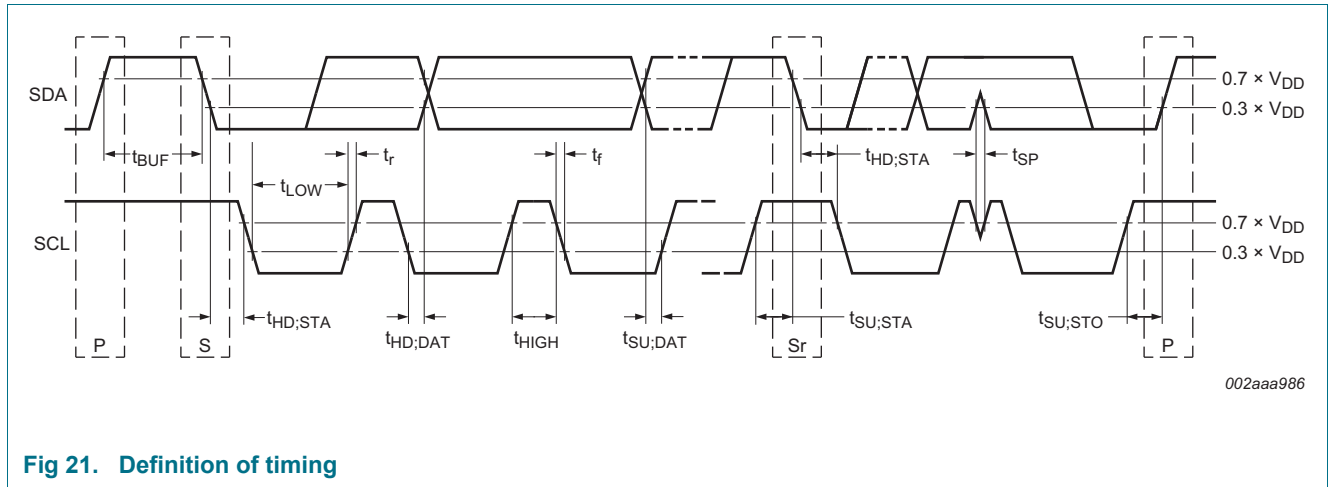 SDA
0.7 × VDD
0.3 × VDD
tBUF
tLOW
tr
tf
tHD;STA
tSP
SCL
0.7 × VDD
0.3 × VDD
tHD;STA
tHD;DAT
tHIGH
tSU;DAT
tSU;STA
tSU;STO
P
S
Sr
P
002aaa986
Fig 21. Definition of timing